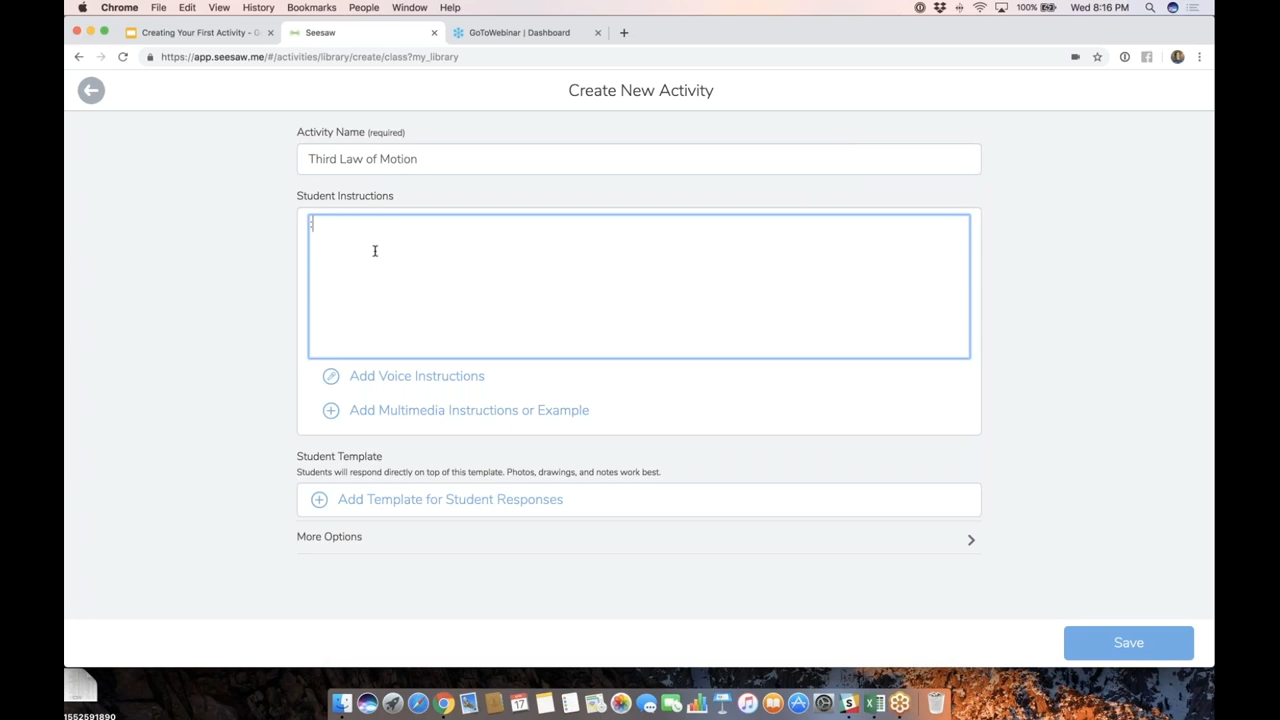 Chrome File Edit View History Bookmarks People Window Help 100% Wed 8:16 PM
Creating Your First Activity - G Seesaw GoToWebinar | Dashboard
https://app.seesaw.me/#/activities/library/create/class?my_library
Create New Activity
Activity Name (required)
Third Law of Motion
Student Instructions
:
Add Voice Instructions
Add Multimedia Instructions or Example
Student Template
Students will respond directly on top of this template. Photos, drawings, and notes work best.
Add Template for Student Responses
More Options
Save
17
1552591890